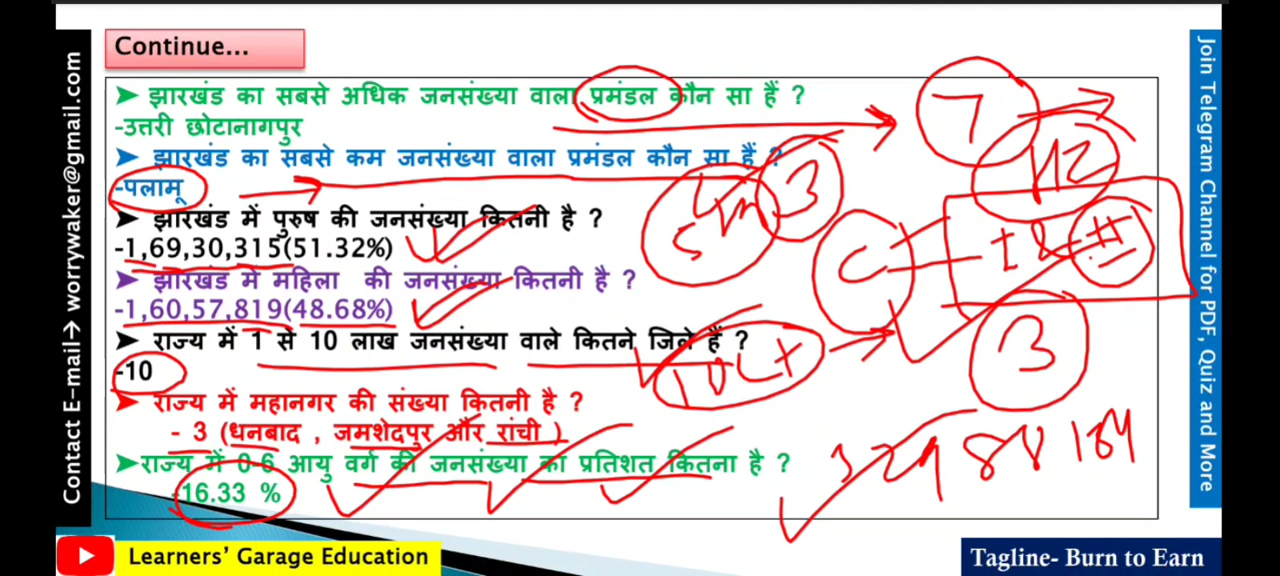 Continue...
➤ झारखंड का सबसे अधिक जनसंख्या वाला प्रमंडल कौन सा हैं ?
-उत्तरी छोटानागपुर
➤ झारखंड का सबसे कम जनसंख्या वाला प्रमंडल कौन सा हैं ?
-पलामू
➤ झारखंड में पुरुष की जनसंख्या कितनी है ?
-1,69,30,315(51.32%)
➤ झारखंड में महिला की जनसंख्या कितनी है ?
-1,60,57,819(48.68%)
➤ राज्य में 1 से 10 लाख जनसंख्या वाले कितने जिले हैं ?
-10
➤ राज्य में महानगर की संख्या कितनी है ?
- 3 (धनबाद , जमशेदपुर और रांची )
➤राज्य में 0-6 आयु वर्ग की जनसंख्या का प्रतिशत कितना है ?
-16.33 %
7
3
C
10L+
3
32988134
Contact E-mail→ worrywaker@gmail.com
Join Telegram Channel for PDF, Quiz and More
Learners' Garage Education
Tagline- Burn to Earn